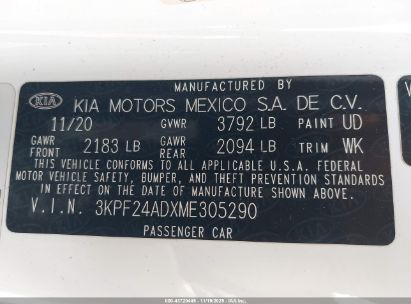 MANUFACTURED BY
KIA KIA MOTORS MEXICO S.A. DE C.V.
11/20 GVWR 3792 LB PAINT UD
GAWR FRONT 2183 LB GAWR REAR 2094 LB TRIM WK
THIS VEHICLE CONFORMS TO ALL APPLICABLE U.S.A. FEDERAL
MOTOR VEHICLE SAFETY, BUMPER, AND THEFT PREVENTION STANDARDS
IN EFFECT ON THE DATE OF MANUFACTURE SHOWN ABOVE.
V.I.N. 3KPF24ADXME305290
PASSENGER CAR